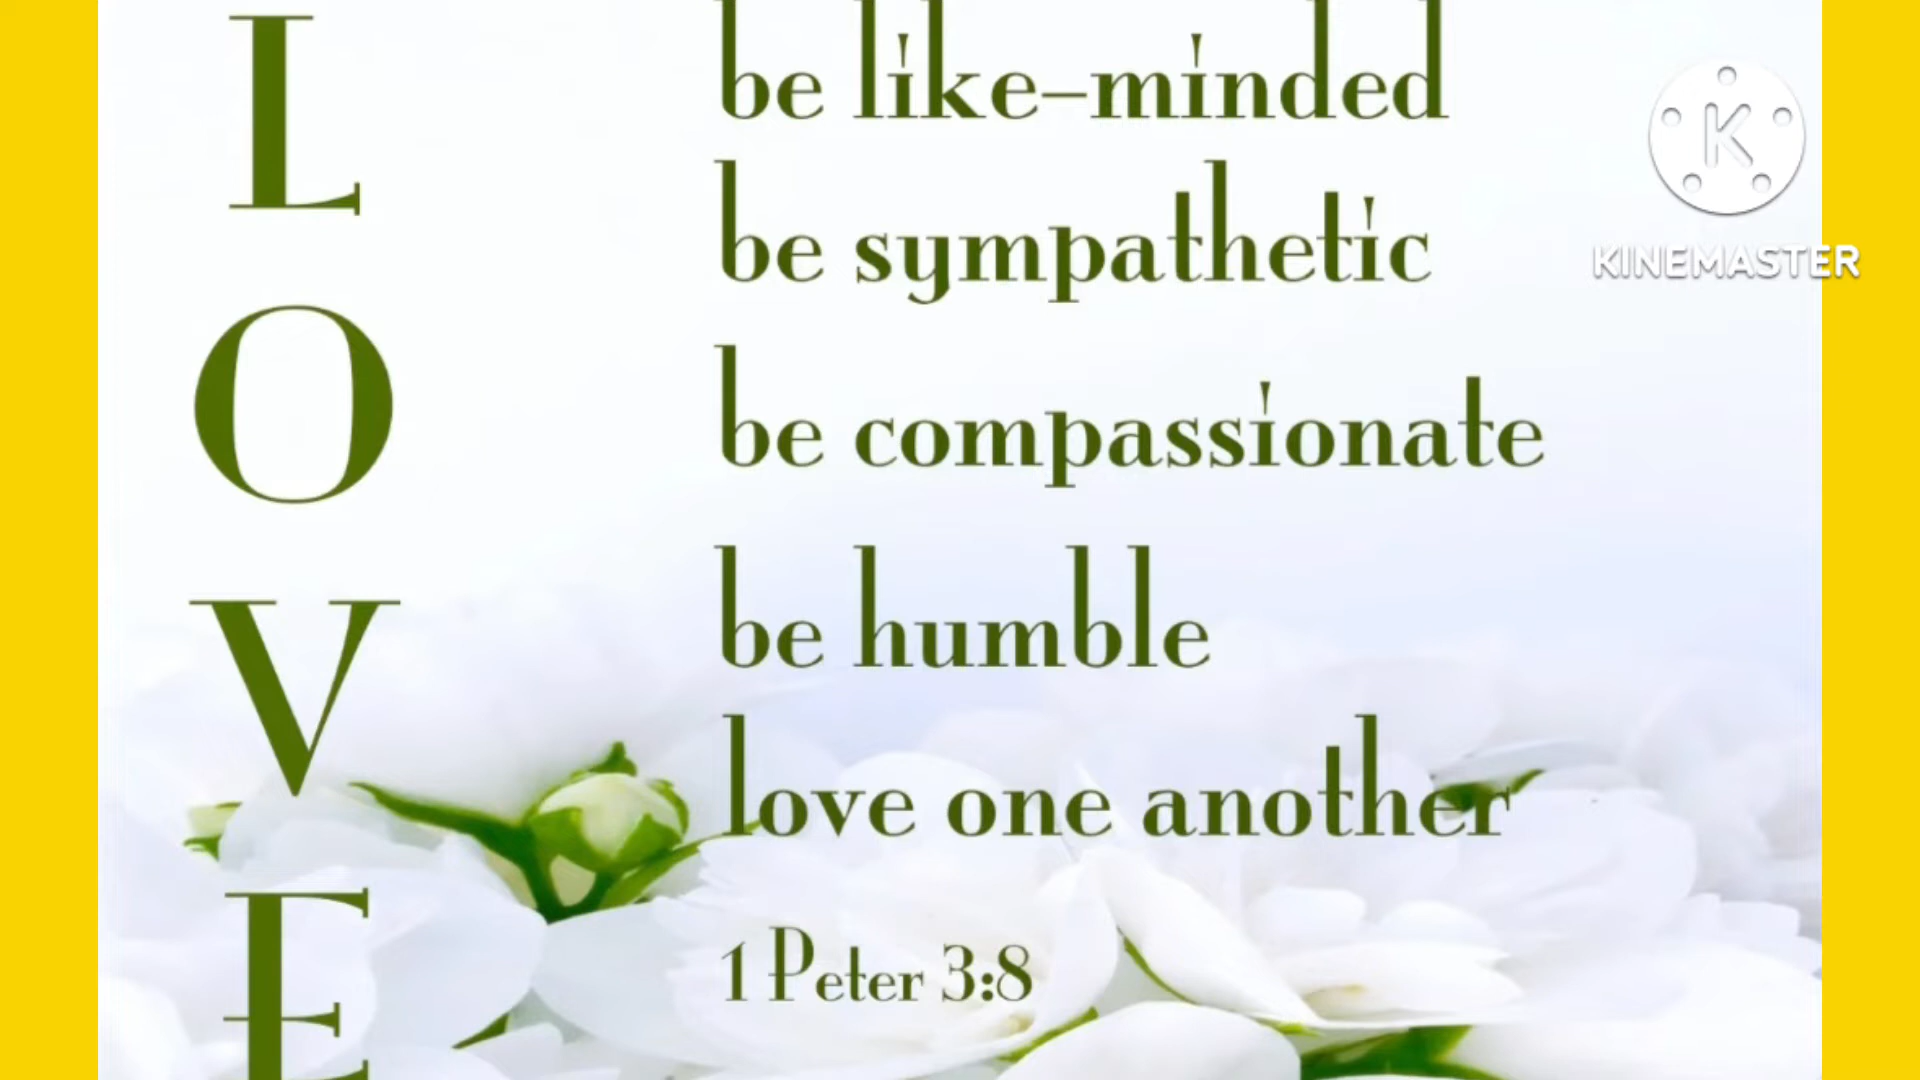 L
O
V
E
be like-minded
be sympathetic
be compassionate
be humble
love one another
1 Peter 3:8
K
KINEMASTER